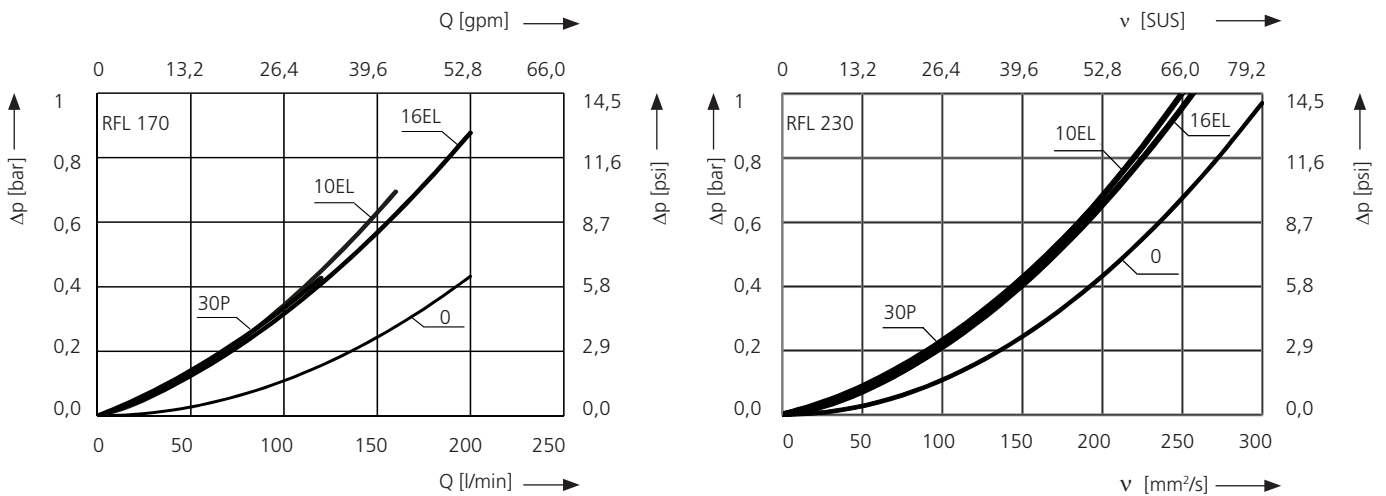 Q [gpm]
0 13,2 26,4 39,6 52,8 66,0
Δp [bar]
1
0,8
0,6
0,4
0,2
0,0
RFL 170
16EL
10EL
30P
0
14,5
11,6
8,7
5,8
2,9
0,0
Δp [psi]
0 50 100 150 200 250
Q [l/min]
ν [SUS]
0 13,2 26,4 39,6 52,8 66,0 79,2
Δp [bar]
1
0,8
0,6
0,4
0,2
0,0
RFL 230
10EL
16EL
0
30P
14,5
11,6
8,7
5,8
2,9
0,0
Δp [psi]
0 50 100 150 200 250 300
ν [mm²/s]